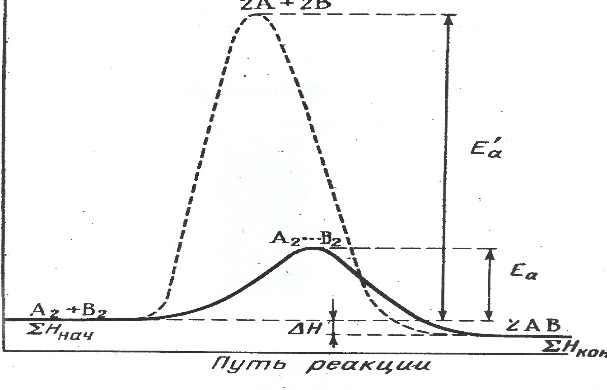 2A + 2B
E'a
A2···B2
Ea
A2 + B2
ΣHнач
ΔH
2AB
ΣHкон
Путь реакции